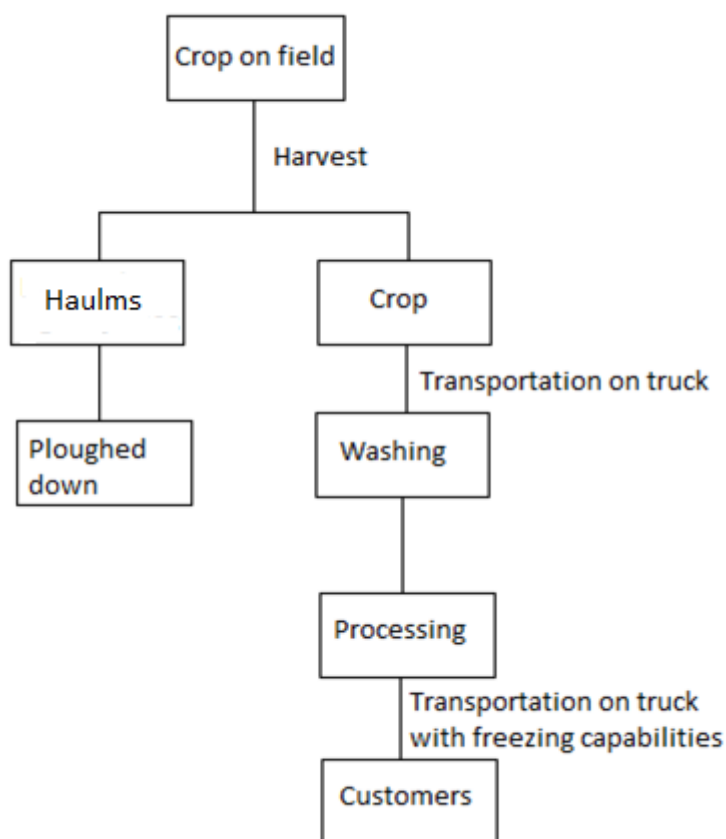 Crop on field
Harvest
Haulms
Crop
Transportation on truck
Ploughed
down
Washing
Processing
Transportation on truck
with freezing capabilities
Customers